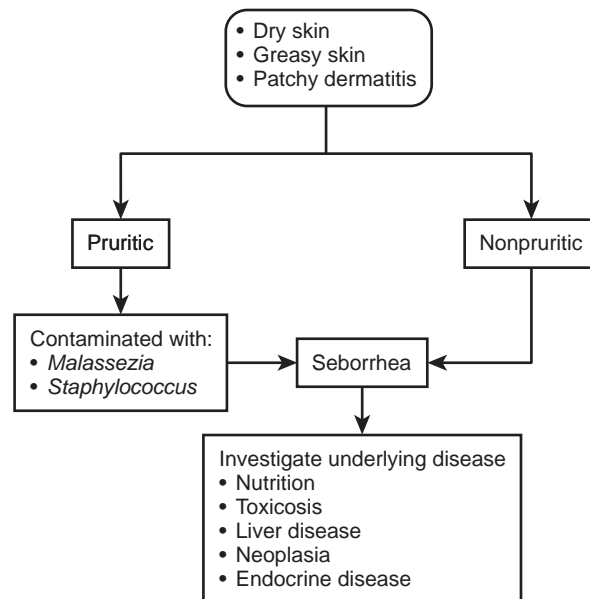 • Dry skin
• Greasy skin
• Patchy dermatitis
Pruritic
Nonpruritic
Contaminated with:
• Malassezia
• Staphylococcus
Seborrhea
Investigate underlying disease
• Nutrition
• Toxicosis
• Liver disease
• Neoplasia
• Endocrine disease